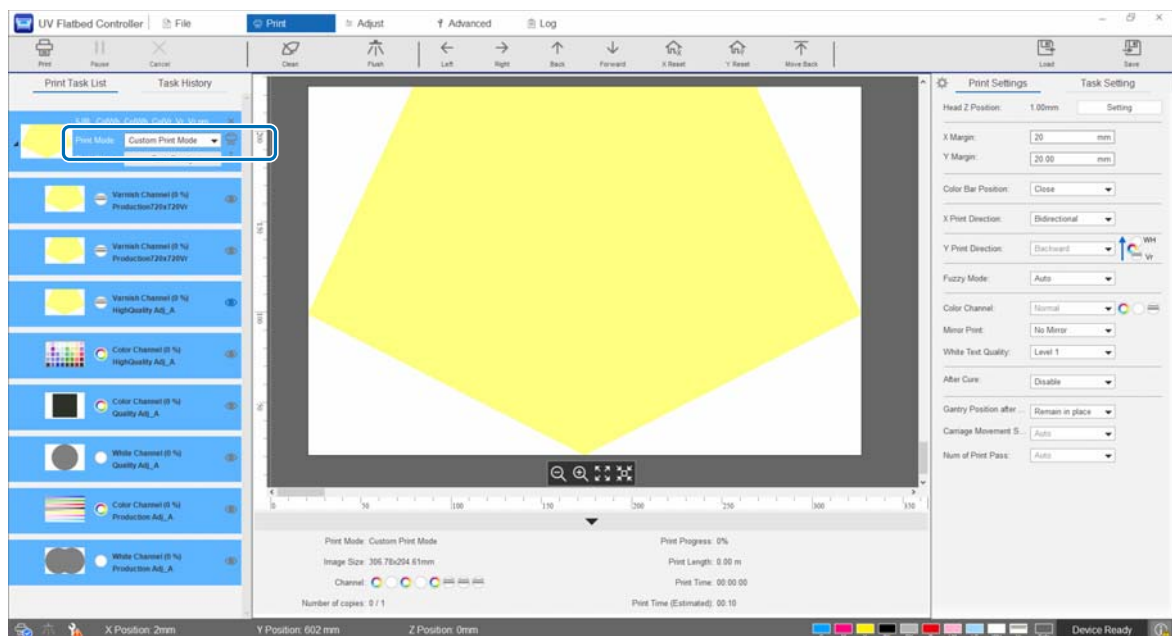 UV Flatbed Controller
File
Print
Adjust
Advanced
Log
Print
Pause
Cancel
Clean
Flush
Left
Right
Back
Forward
X Reset
Y Reset
Move Back
Load
Save
Print Task List
Task History
Print Mode:
Custom Print Mode
Varnish Channel (0 %)
Production720x720Vr
Varnish Channel (0 %)
Production720x720Vr
Varnish Channel (0 %)
HighQuality Adj_A
Color Channel (0 %)
HighQuality Adj_A
Color Channel (0 %)
Quality Adj_A
White Channel (0 %)
Quality Adj_A
Color Channel (0 %)
Production Adj_A
White Channel (0 %)
Production Adj_A
200
150
100
50
0
50
100
150
200
250
300
350
Print Mode: Custom Print Mode
Print Progress: 0%
Image Size: 306.78x204.61mm
Print Length: 0.00 m
Channel:
Print Time: 00:00:00
Number of copies: 0 / 1
Print Time (Estimated): 00:10
Print Settings
Task Setting
Head Z Position: 1.00mm
Setting
X Margin: 20 mm
Y Margin: 20.00 mm
Color Bar Position: Close
X Print Direction: Bidirectional
Y Print Direction: Backward
WH
Vr
Fuzzy Mode: Auto
Color Channel: Normal
Mirror Print: No Mirror
White Text Quality: Level 1
After Cure: Disable
Gantry Position after ... Remain in place
Carriage Movement S... Auto
Num of Print Pass: Auto
X Position: 2mm
Y Position: 602 mm
Z Position: 0mm
Device Ready